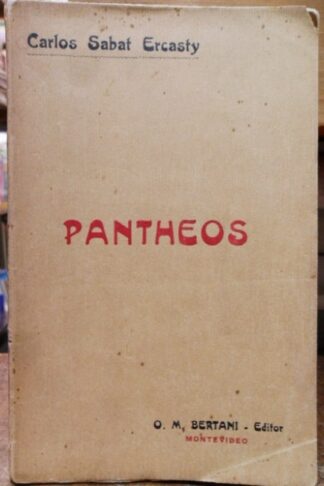 Carlos Sabat Ercasty
PANTHEOS
O. M. BERTANI - Editor
MONTEVIDEO